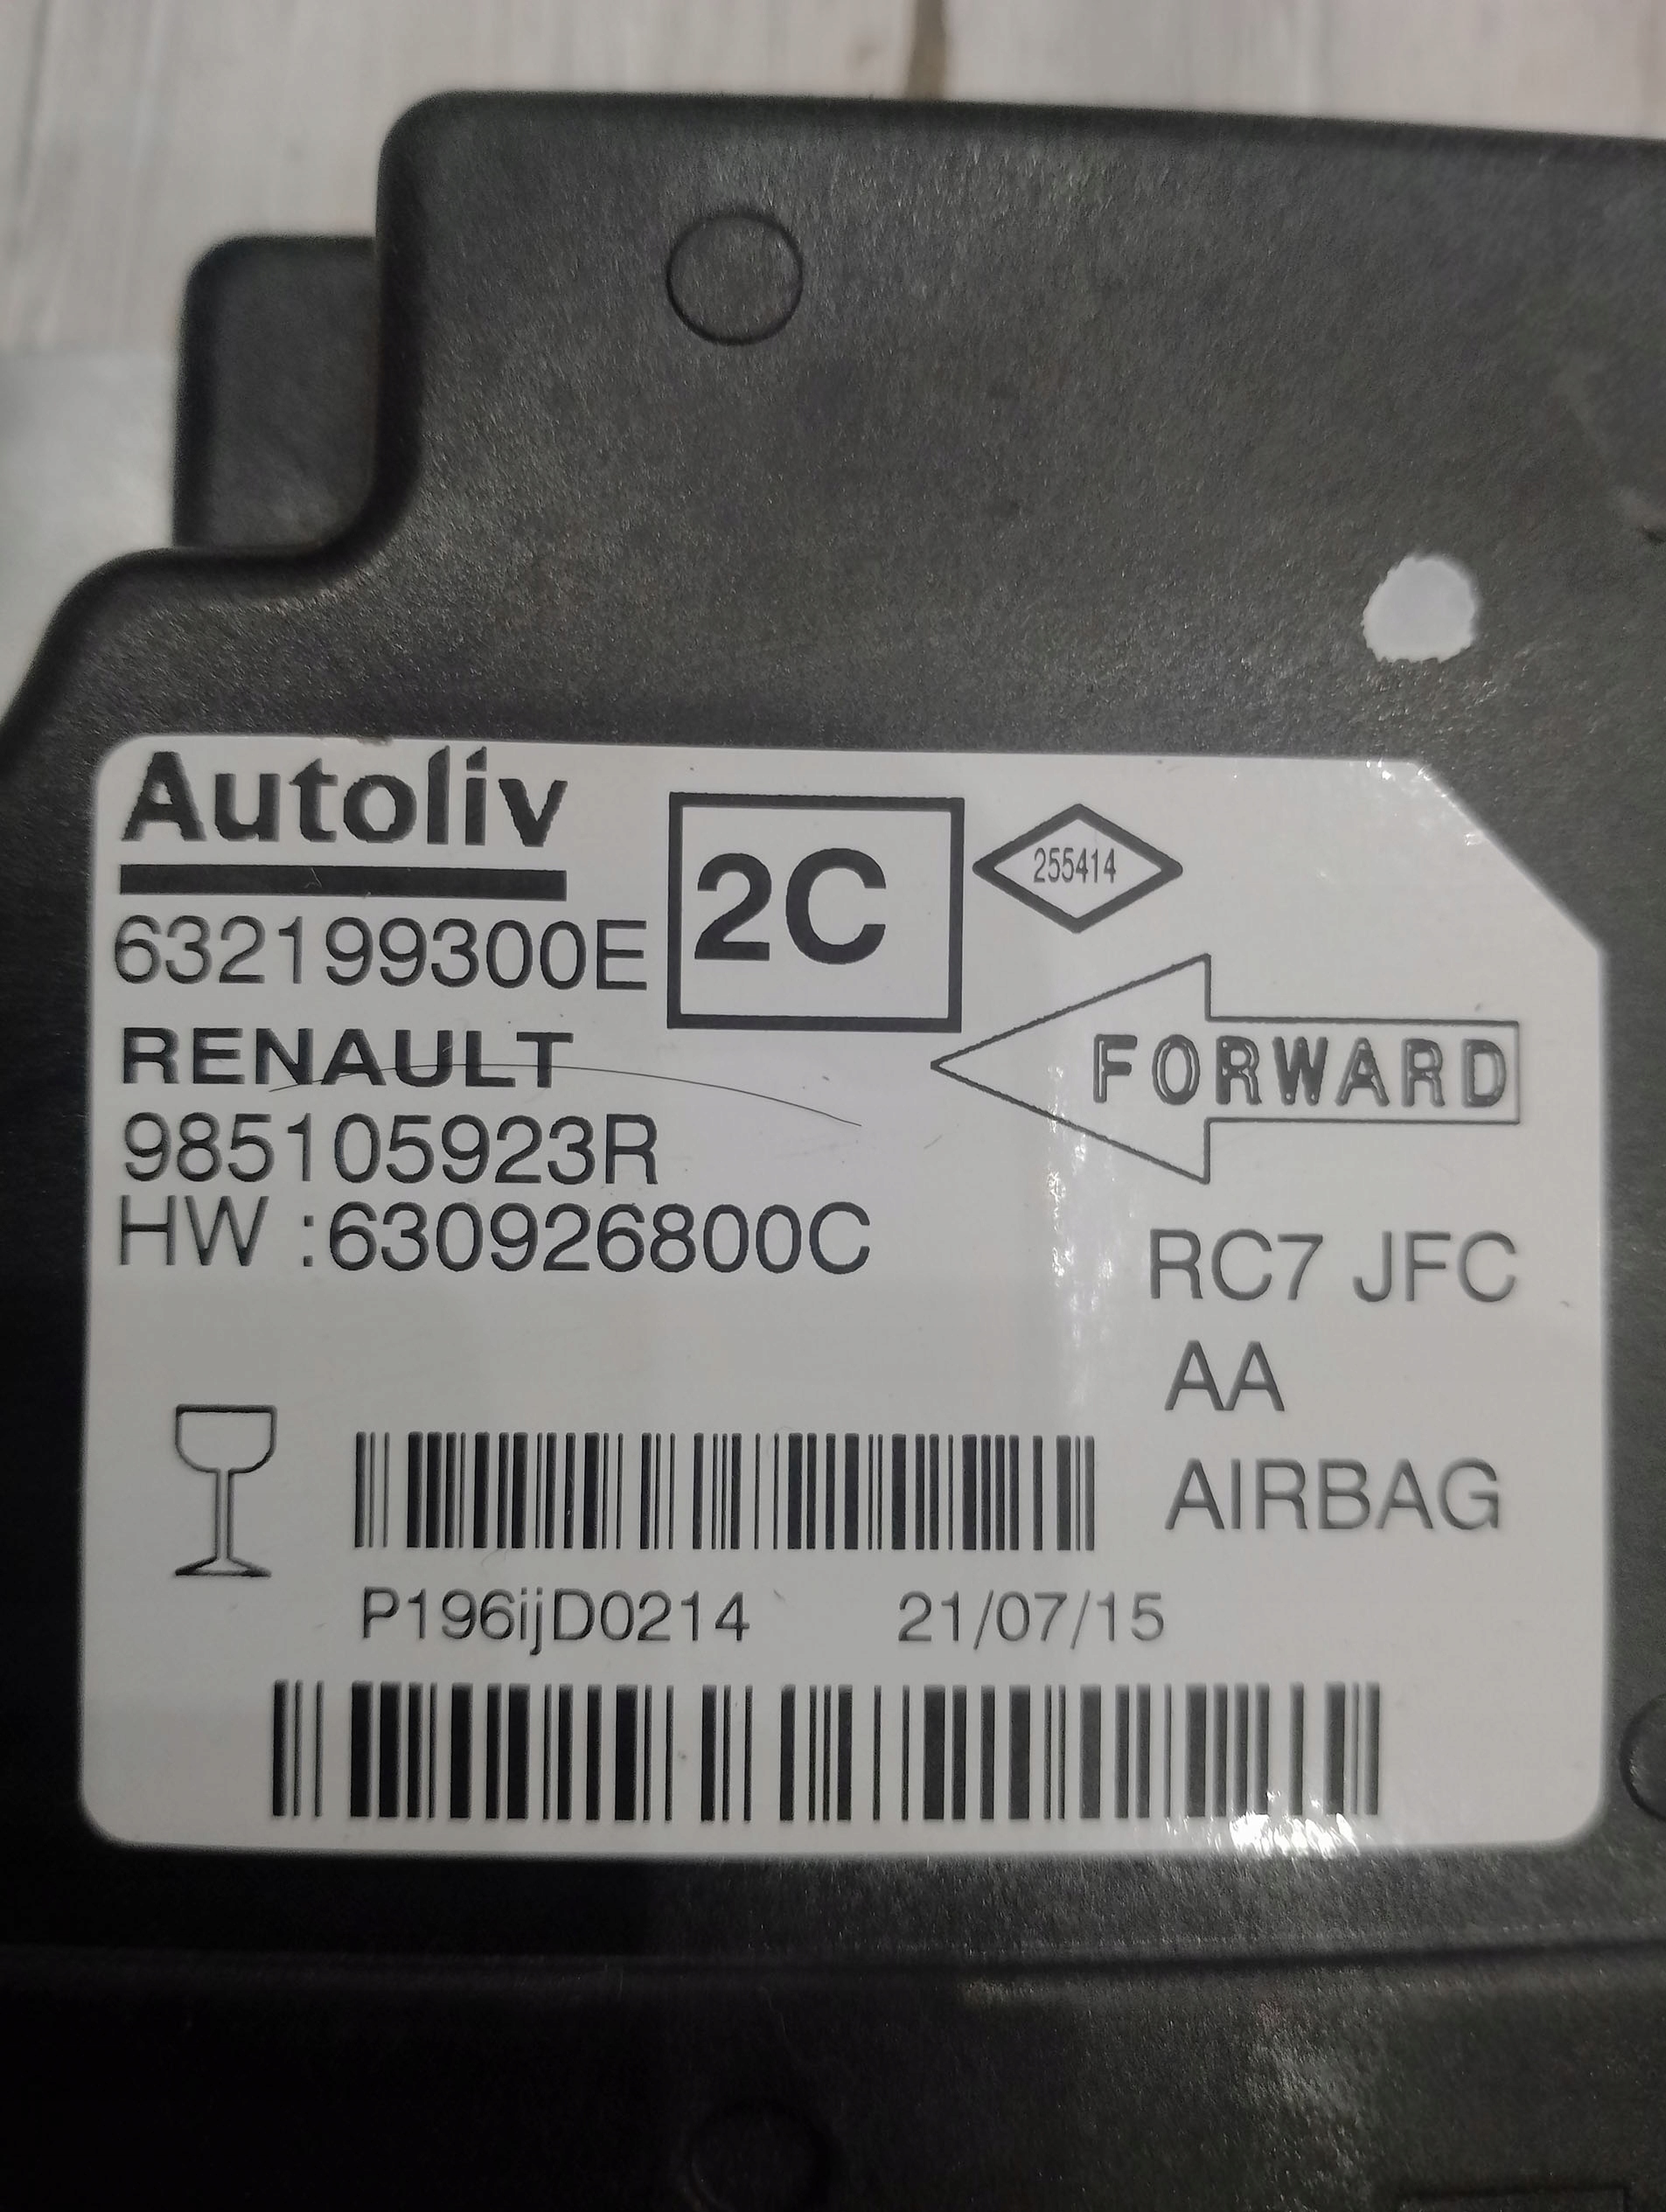 Autoliv
632199300E
2C
255414
RENAULT
FORWARD
985105923R
HW :630926800C
RC7 JFC
AA
AIRBAG
P196ijD0214 21/07/15